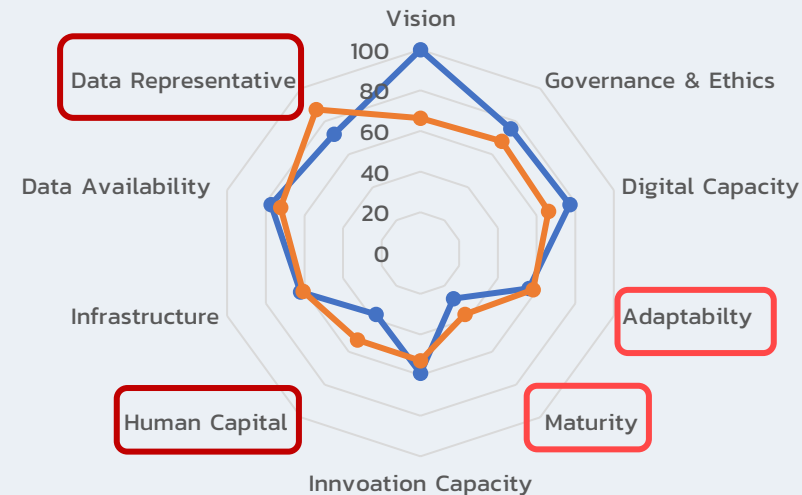 Vision
100
Data Representative
80
Governance & Ethics
60
40
Data Availability
Digital Capacity
20
0
Infrastructure
Adaptabilty
Human Capital
Maturity
Innvoation Capacity